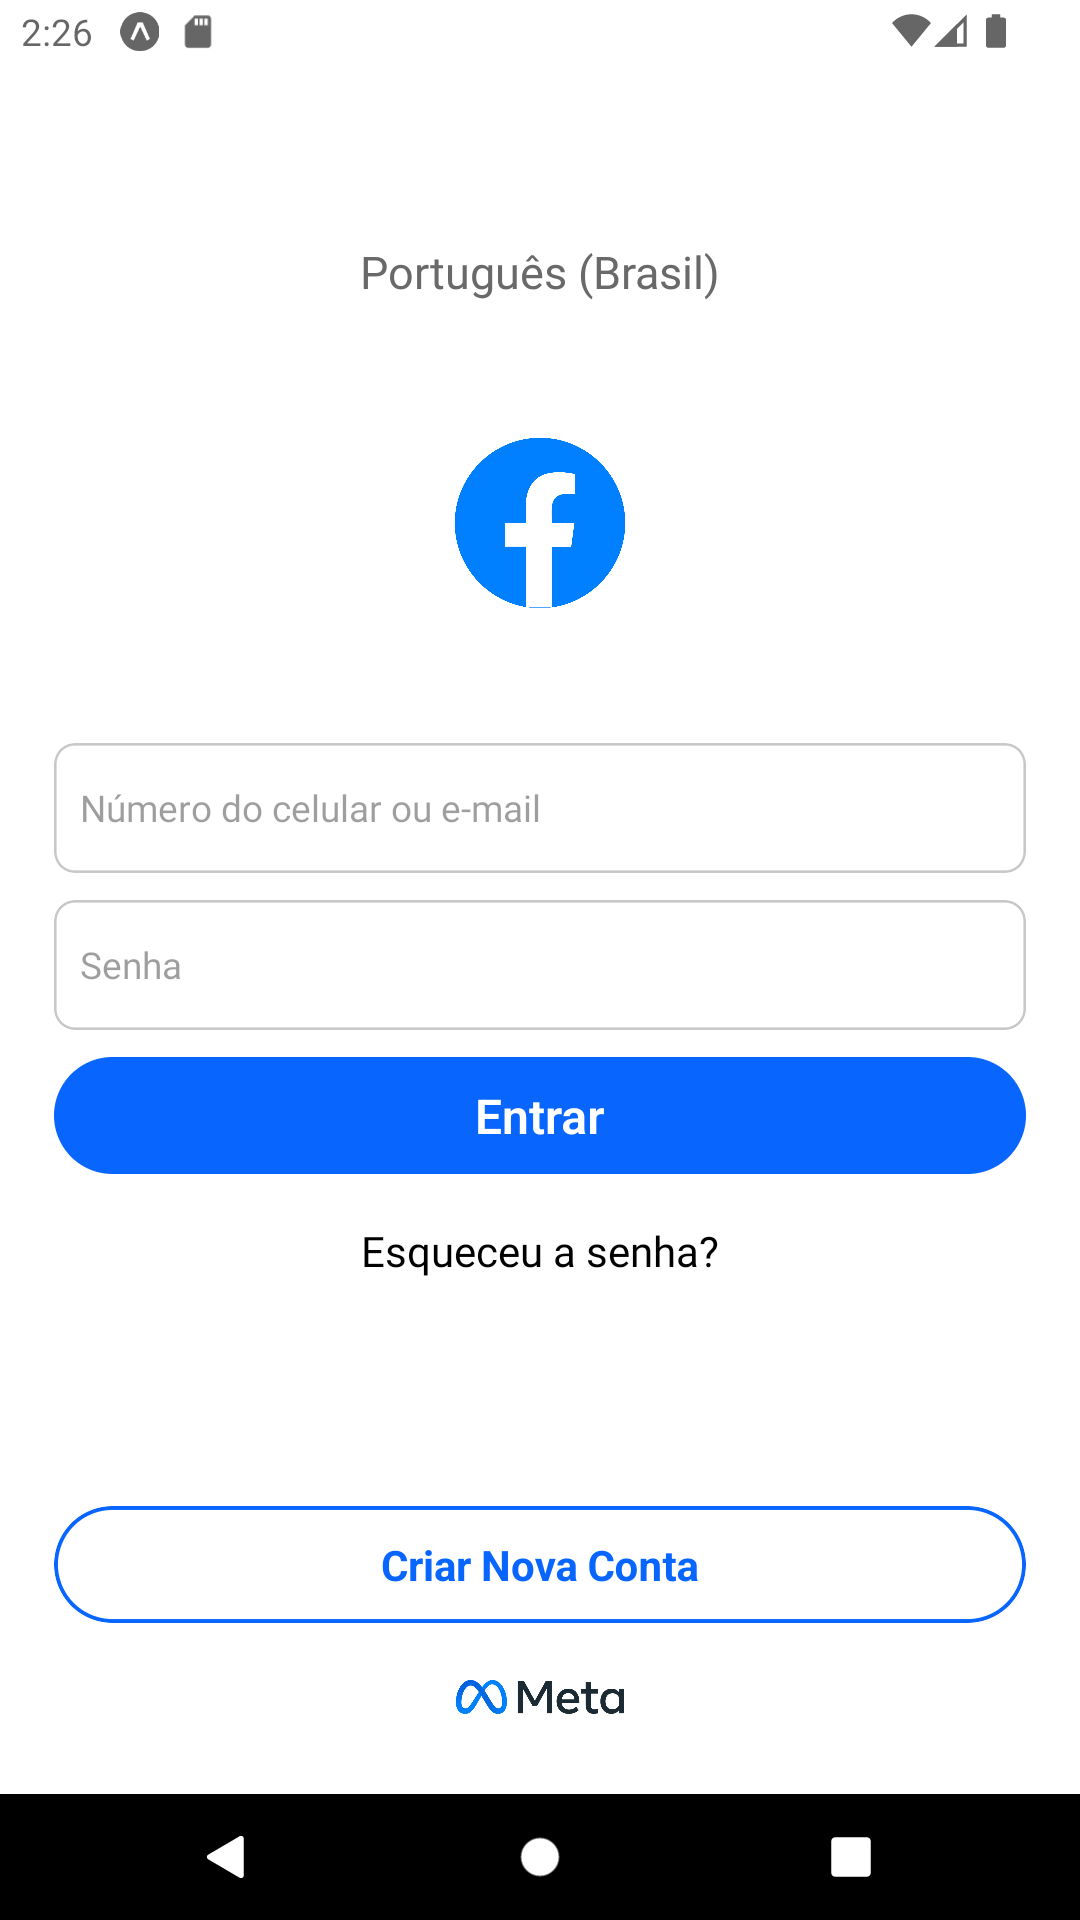 2:26
Português (Brasil)
Número do celular ou e-mail
Senha
Entrar
Esqueceu a senha?
Criar Nova Conta
Meta